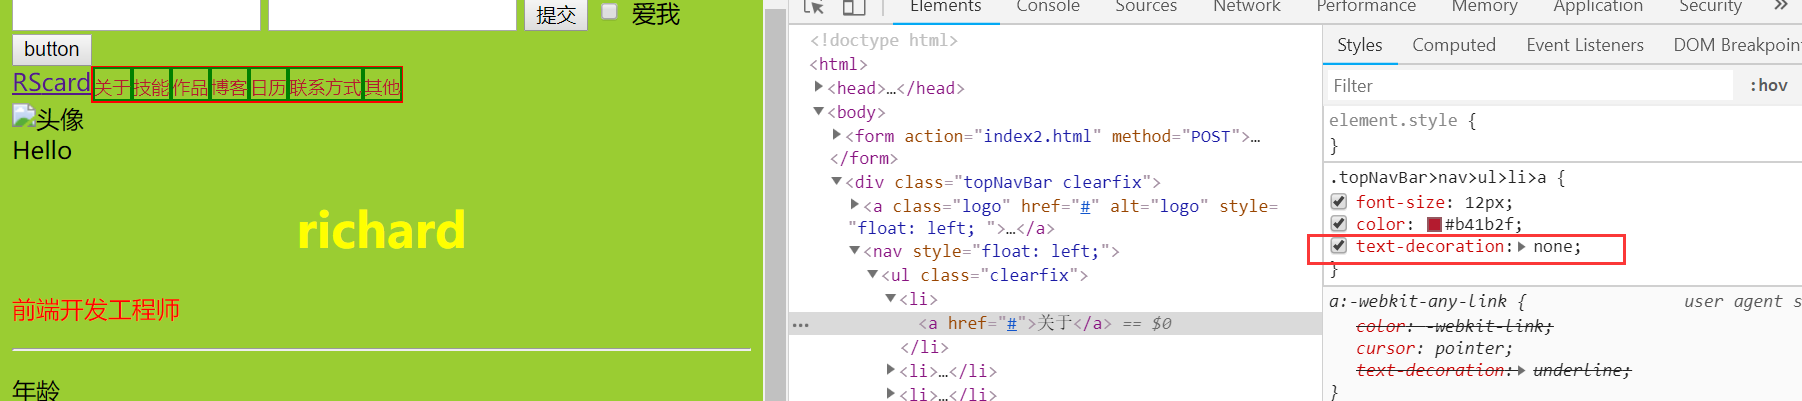 提交 爱我
button
RScard 关于 技能 作品 博客 日历 联系方式 其他
头像
Hello
richard
前端开发工程师
年龄
Elements Console Sources Network Performance Memory Application Security »
<!doctype html>
<html>
▶<head>…</head>
▼<body>
▶<form action="index2.html" method="POST">…
</form>
▼<div class="topNavBar clearfix">
▶<a class="logo" href="#" alt="logo" style=
"float: left; ">…</a>
▼<nav style="float: left;">
▼<ul class="clearfix">
▼<li>
… <a href="#">关于</a> == $0
</li>
▶<li>…</li>
▶<li>…</li>
Styles Computed Event Listeners DOM Breakpoin
Filter :hov
element.style {
}
.topNavBar>nav>ul>li>a {
font-size: 12px;
color: #b41b2f;
text-decoration:▶ none;
}
a:-webkit-any-link { user agent s
color: -webkit-link;
cursor: pointer;
text-decoration:▶ underline;
}